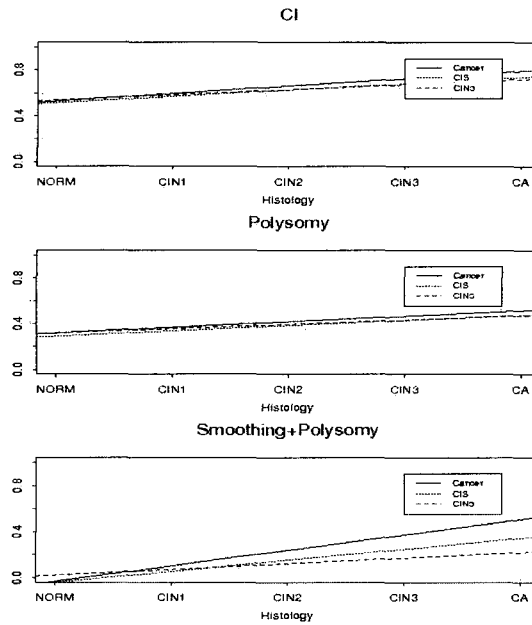 CI
0.8
0.4
0.0
Cancer
CIS
CIN3
NORM CIN1 CIN2 CIN3 CA
Histology
Polysomy
0.8
0.4
0.0
Cancer
CIS
CIN3
NORM CIN1 CIN2 CIN3 CA
Histology
Smoothing+Polysomy
0.8
0.4
0.0
Cancer
CIS
CIN3
NORM CIN1 CIN2 CIN3 CA
Histology